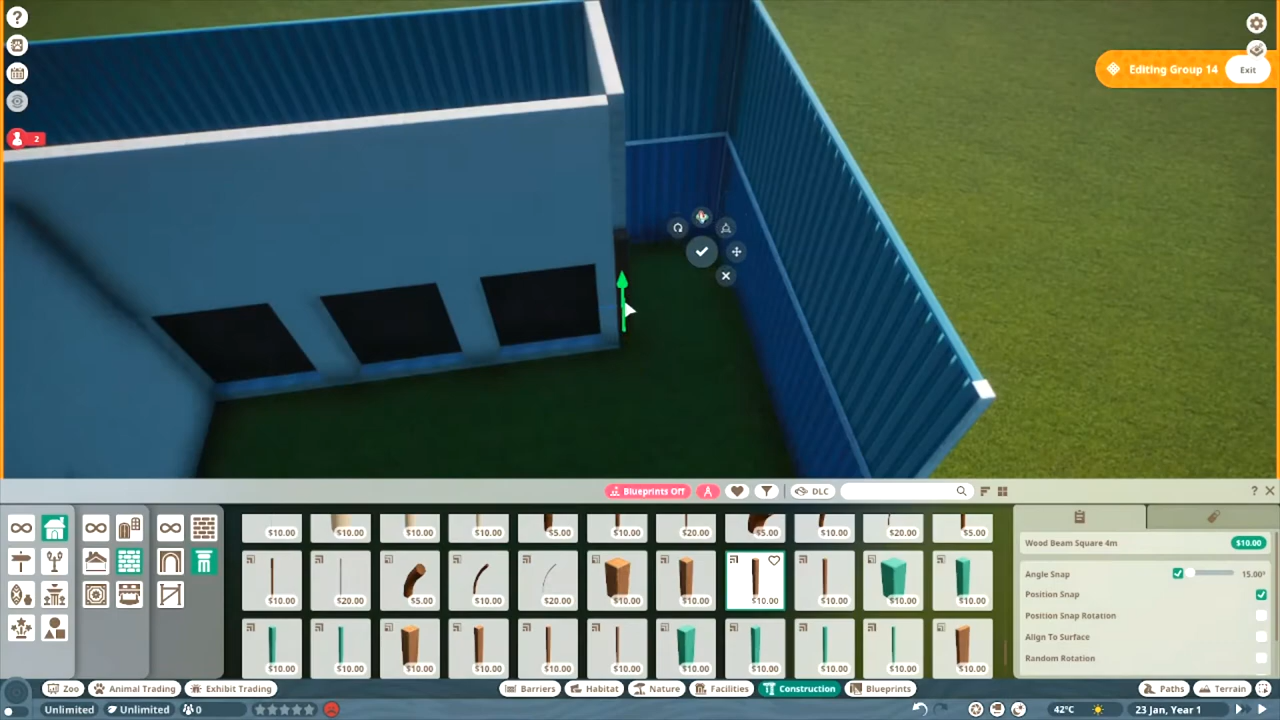 ?
Editing Group 14 Exit
2
Blueprints Off DLC ? ×
$10.00 $10.00 $10.00 $10.00 $5.00 $10.00 $20.00 $5.00 $10.00 $20.00 $5.00
$10.00 $20.00 $5.00 $10.00 $20.00 $10.00 $10.00 $10.00 $10.00 $10.00 $10.00
$10.00 $10.00 $10.00 $10.00 $10.00 $10.00 $10.00 $10.00 $10.00 $10.00 $10.00
Wood Beam Square 4m $10.00
Angle Snap 15.00°
Position Snap
Position Snap Rotation
Align To Surface
Random Rotation
Zoo Animal Trading Exhibit Trading Barriers Habitat Nature Facilities Construction Blueprints Paths Terrain
Unlimited Unlimited 0 42°C 23 Jan, Year 1